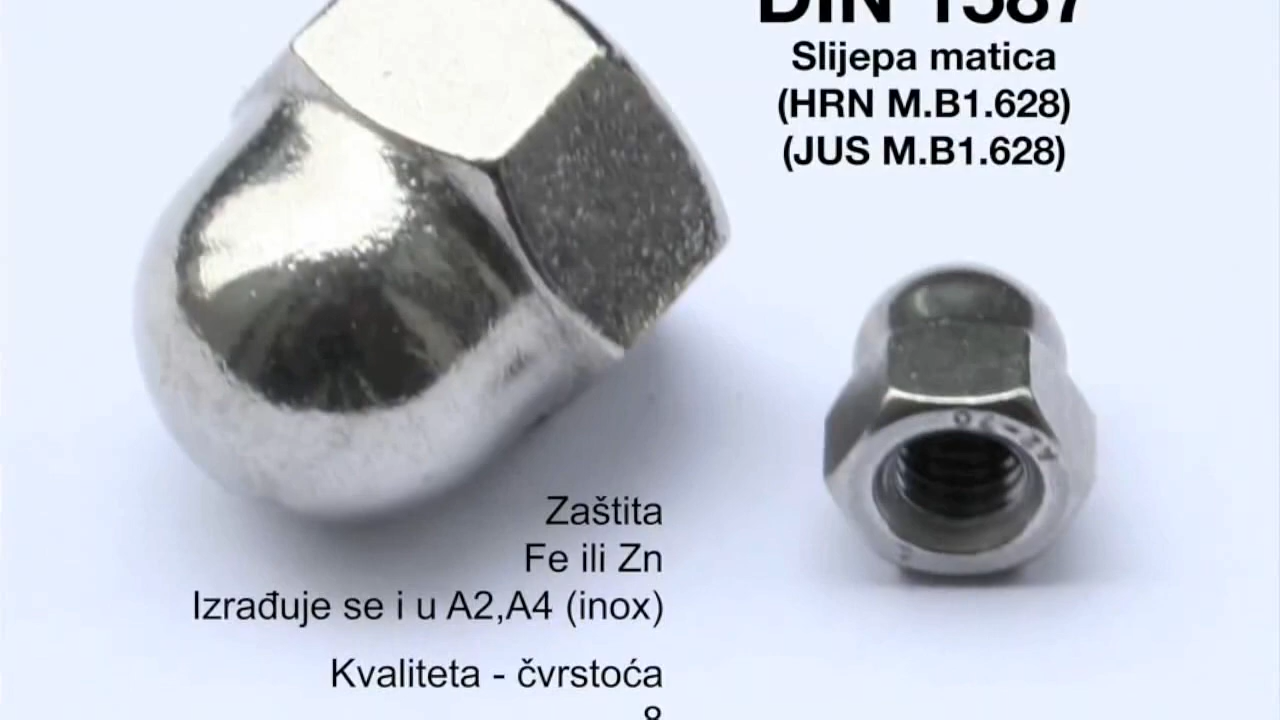 DIN 1587
Slijepa matica
(HRN M.B1.628)
(JUS M.B1.628)
Zaštita
Fe ili Zn
Izrađuje se i u A2,A4 (inox)
Kvaliteta - čvrstoća
8